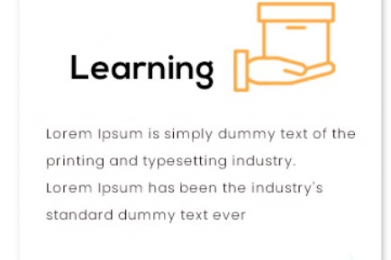 Learning
Lorem Ipsum is simply dummy text of the
printing and typesetting industry.
Lorem Ipsum has been the industry's
standard dummy text ever